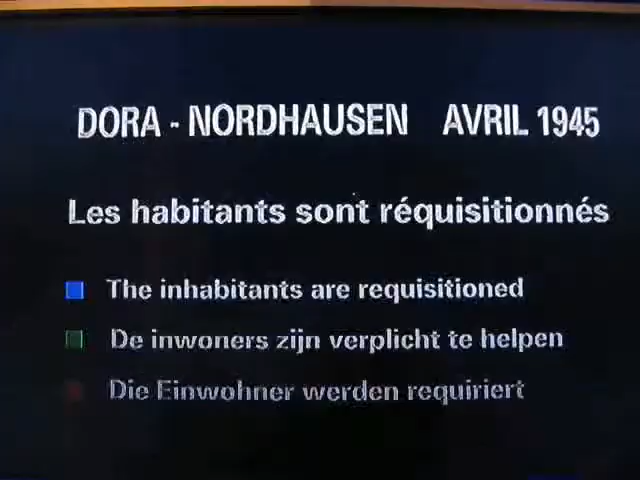 DORA - NORDHAUSEN AVRIL 1945
Les habitants sont réquisitionnés
The inhabitants are requisitioned
De inwoners zijn verplicht te helpen
Die Einwohner werden requiriert